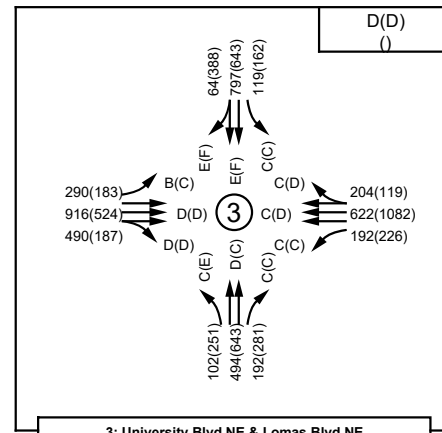 D(D)
()
64(388)
797(643)
119(162)
E(F)
E(F)
C(C)
290(183)
916(524)
490(187)
B(C)
D(D)
D(D)
3
C(D)
C(D)
C(C)
204(119)
622(1082)
192(226)
C(E)
D(C)
C(C)
102(251)
494(643)
192(281)
3: University Blvd NE & Lomas Blvd NE